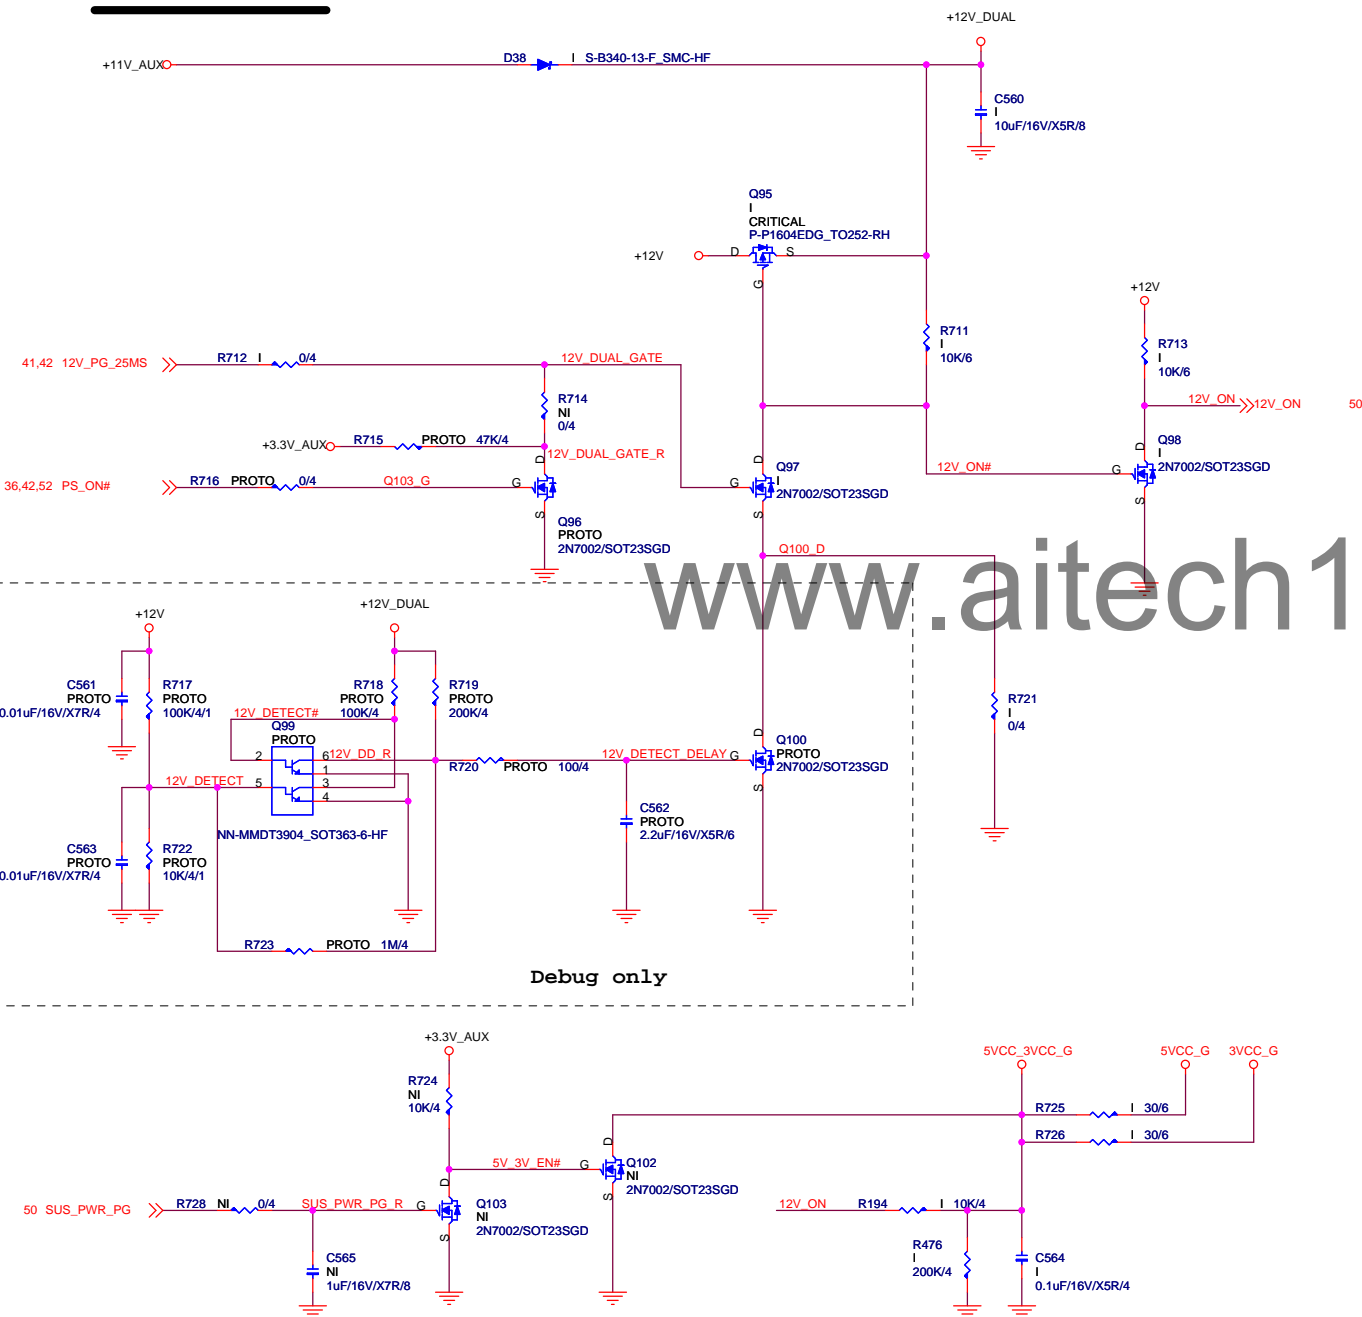 +12V_DUAL
+11V_AUX
D38 I S-B340-13-F_SMC-HF
C560
I
10uF/16V/X5R/8
Q95
I
CRITICAL
P-P1604EDG_TO252-RH
+12V D S
G
+12V
R711
I
10K/6
R713
I
10K/6
41,42 12V_PG_25MS R712 I 0/4 12V_DUAL_GATE
R714
NI
0/4
12V_ON 12V_ON 50
+3.3V_AUX R715 PROTO 47K/4
D 12V_DUAL_GATE_R
D Q97
I
2N7002/SOT23SGD
G
S
12V_ON#
D Q98
I
2N7002/SOT23SGD
G
S
36,42,52 PS_ON# R716 PROTO 0/4 Q103_G G
S
Q96
PROTO
2N7002/SOT23SGD
Q100_D
www.aitech1
+12V
+12V_DUAL
C561
PROTO
0.01uF/16V/X7R/4
R717
PROTO
100K/4/1
R718
PROTO
100K/4
R719
PROTO
200K/4
R721
I
0/4
12V_DETECT#
Q99
PROTO
2 6 12V_DD_R
1
12V_DETECT 5 3
4
NN-MMDT3904_SOT363-6-HF
R720 PROTO 100/4
12V_DETECT_DELAY G
D
Q100
PROTO
2N7002/SOT23SGD
S
C562
PROTO
2.2uF/16V/X5R/6
C563
PROTO
0.01uF/16V/X7R/4
R722
PROTO
10K/4/1
R723 PROTO 1M/4
Debug only
+3.3V_AUX
5VCC_3VCC_G 5VCC_G 3VCC_G
R724
NI
10K/4
R725 I 30/6
R726 I 30/6
5V_3V_EN# G
D
Q102
NI
2N7002/SOT23SGD
S
50 SUS_PWR_PG R728 NI 0/4 SUS_PWR_PG_R G
D
Q103
NI
2N7002/SOT23SGD
S
12V_ON R194 I 10K/4
C565
NI
1uF/16V/X7R/8
R476
I
200K/4
C564
I
0.1uF/16V/X5R/4